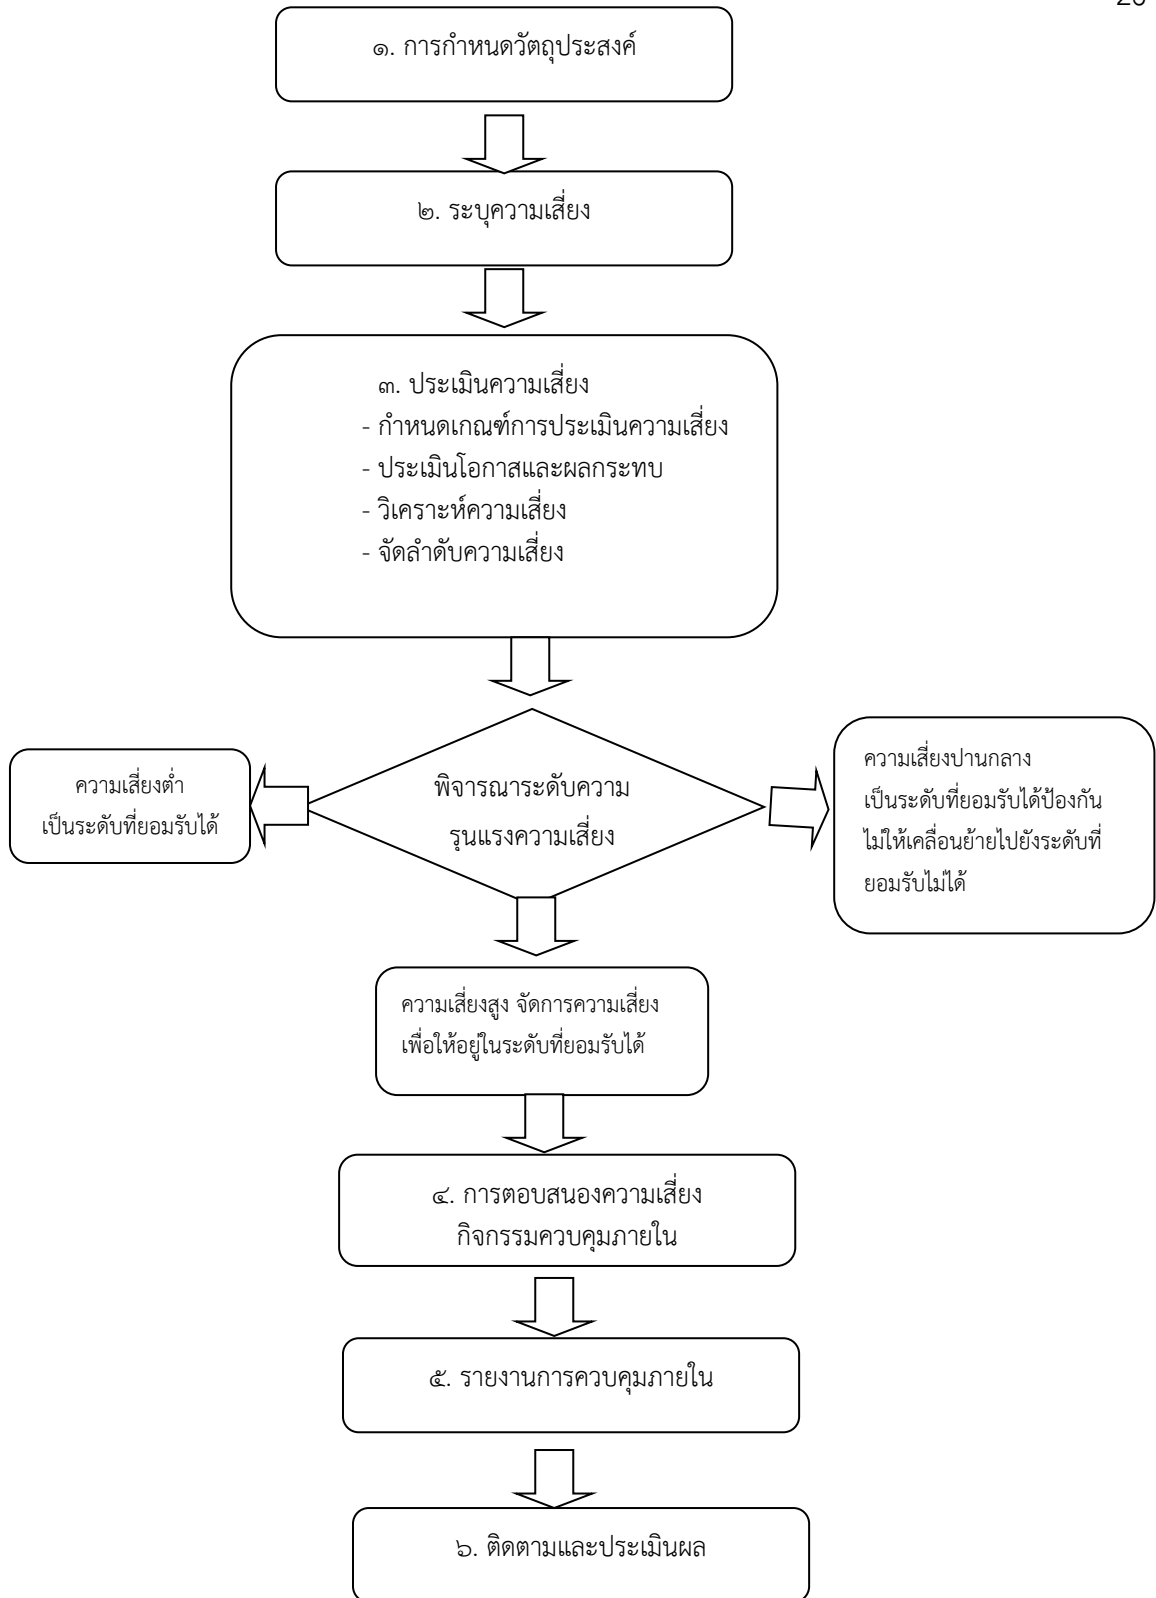 ๑. การกำหนดวัตถุประสงค์
๒. ระบุความเสี่ยง
๓. ประเมินความเสี่ยง
- กำหนดเกณฑ์การประเมินความเสี่ยง
- ประเมินโอกาสและผลกระทบ
- วิเคราะห์ความเสี่ยง
- จัดลำดับความเสี่ยง
พิจารณาระดับความ
รุนแรงความเสี่ยง
ความเสี่ยงต่ำ
เป็นระดับที่ยอมรับได้
ความเสี่ยงปานกลาง
เป็นระดับที่ยอมรับได้ป้องกัน
ไม่ให้เคลื่อนย้ายไปยังระดับที่
ยอมรับไม่ได้
ความเสี่ยงสูง จัดการความเสี่ยง
เพื่อให้อยู่ในระดับที่ยอมรับได้
๔. การตอบสนองความเสี่ยง
กิจกรรมควบคุมภายใน
๕. รายงานการควบคุมภายใน
๖. ติดตามและประเมินผล